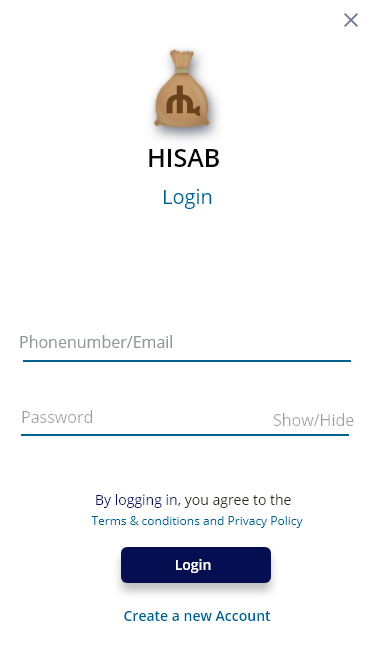 HISAB
Login
Phonenumber/Email
Password Show/Hide
By logging in, you agree to the
Terms & conditions and Privacy Policy
Login
Create a new Account